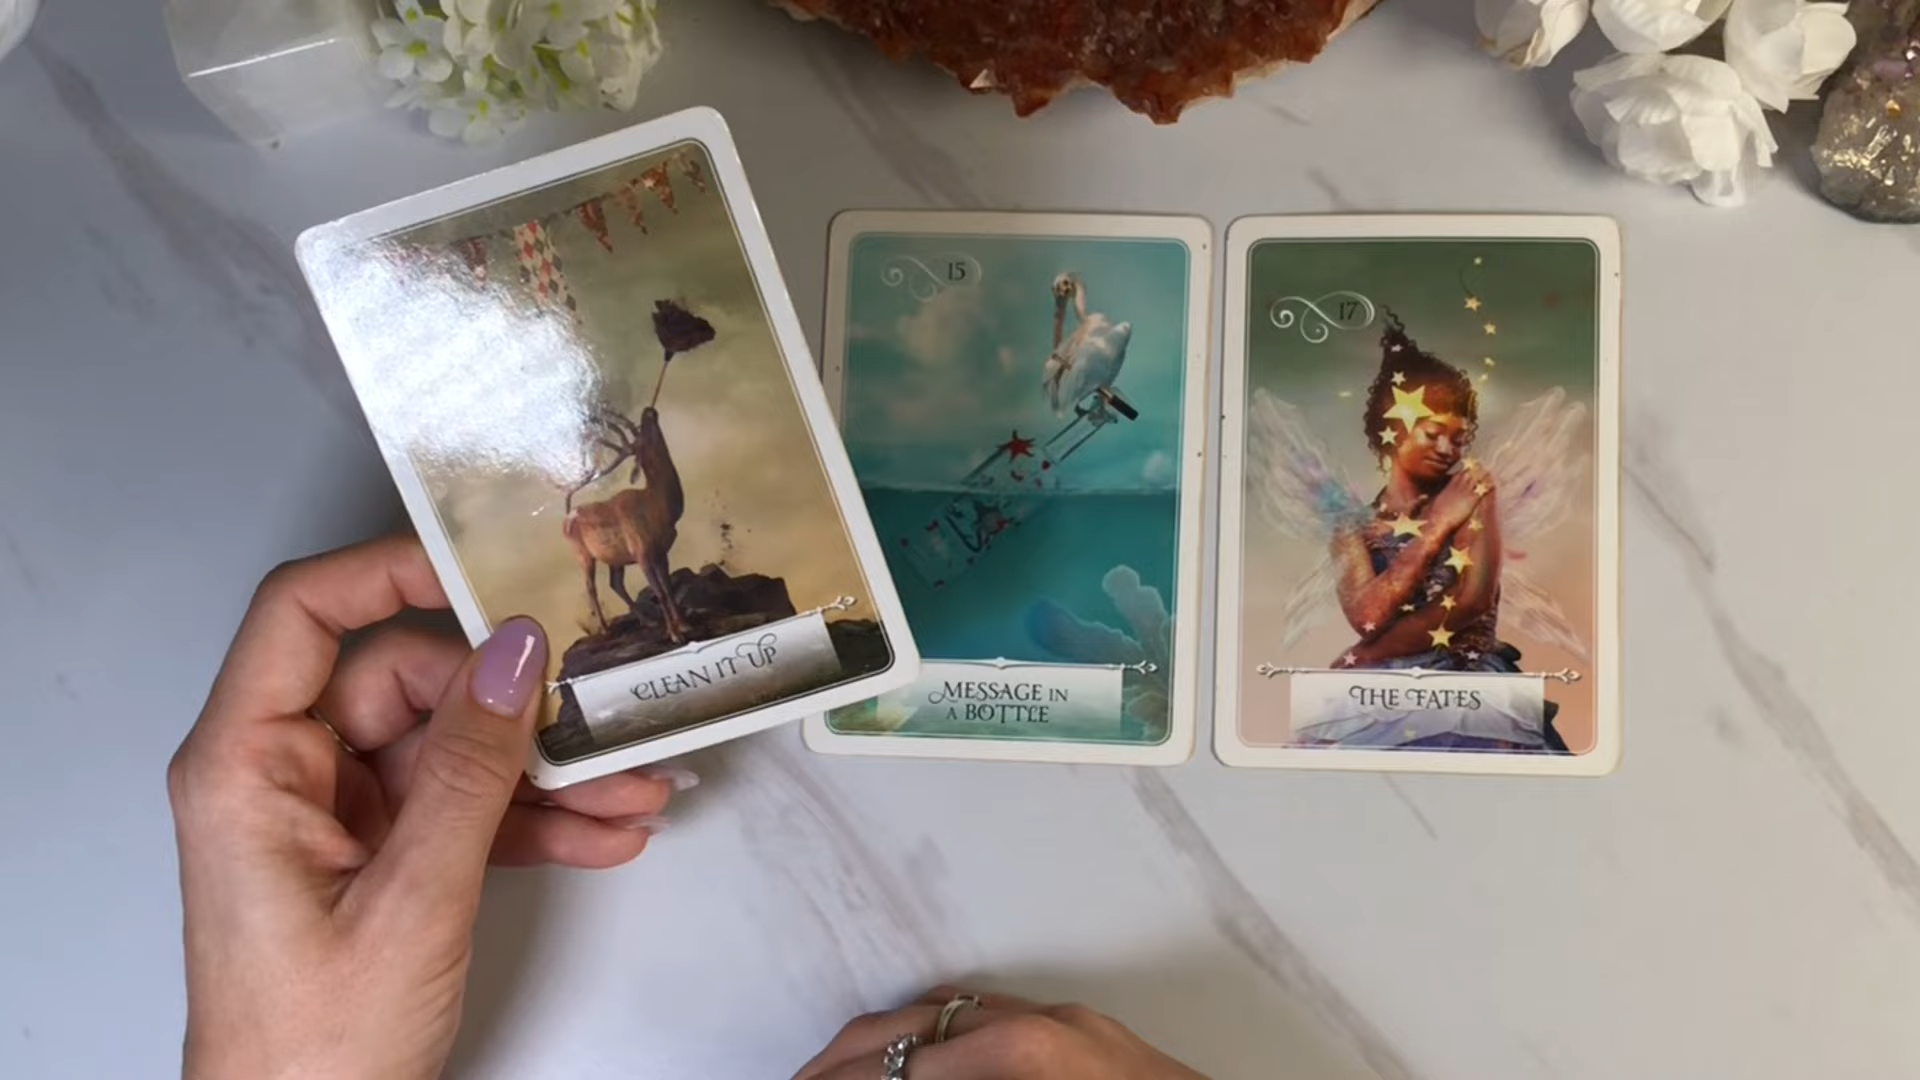 CLEAN IT UP
15
MESSAGE IN
A BOTTLE
17
THE FATES